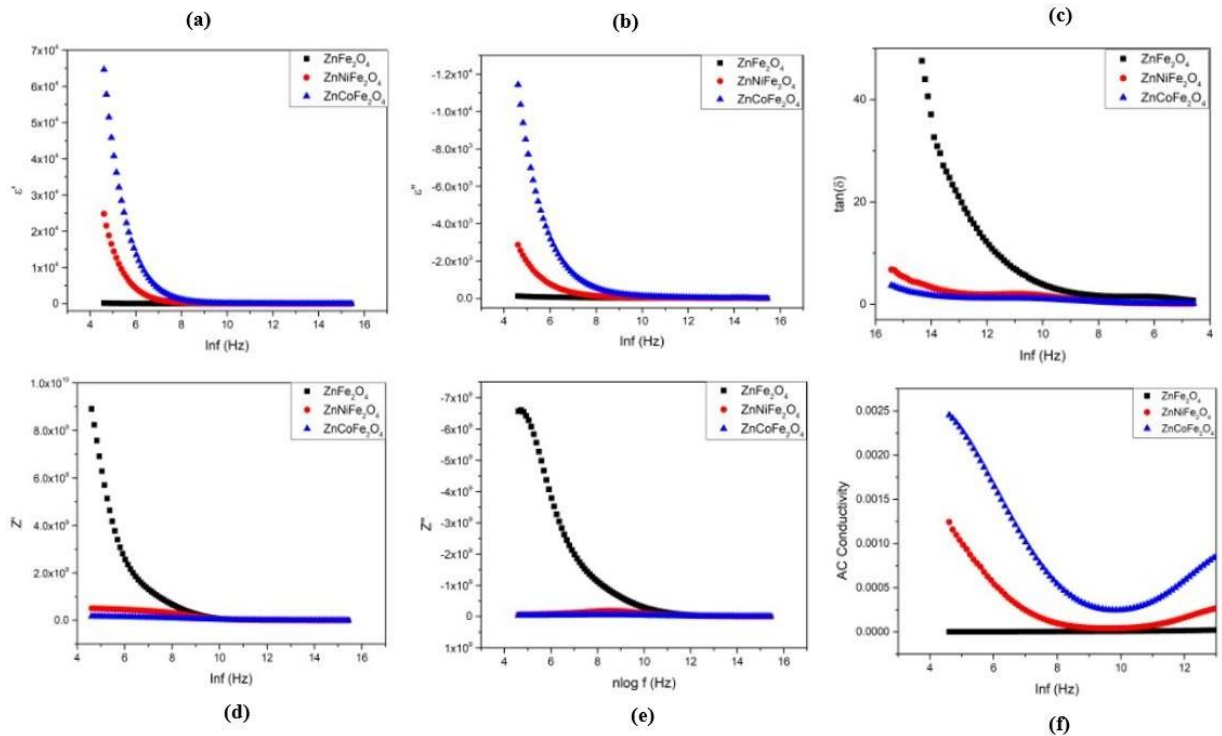 (a)
7x10⁴
6x10⁴
5x10⁴
4x10⁴
3x10⁴
2x10⁴
1x10⁴
0
ε'
4 6 8 10 12 14 16
lnf (Hz)
ZnFe₂O₄
ZnNiFe₂O₄
ZnCoFe₂O₄
(b)
-1.2x10⁴
-1.0x10⁴
-8.0x10³
-6.0x10³
-4.0x10³
-2.0x10³
0.0
ε"
4 6 8 10 12 14 16
lnf (Hz)
ZnFe₂O₄
ZnNiFe₂O₄
ZnCoFe₂O₄
(c)
40
20
0
tan(δ)
16 14 12 10 8 6 4
lnf (Hz)
ZnFe₂O₄
ZnNiFe₂O₄
ZnCoFe₂O₄
1.0x10¹⁰
8.0x10⁹
6.0x10⁹
4.0x10⁹
2.0x10⁹
0.0
Z'
4 6 8 10 12 14 16
lnf (Hz)
ZnFe₂O₄
ZnNiFe₂O₄
ZnCoFe₂O₄
(d)
-7x10⁹
-6x10⁹
-5x10⁹
-4x10⁹
-3x10⁹
-2x10⁹
-1x10⁹
0
1x10⁹
Z"
4 6 8 10 12 14 16
nlog f (Hz)
ZnFe₂O₄
ZnNiFe₂O₄
ZnCoFe₂O₄
(e)
0.0025
0.0020
0.0015
0.0010
0.0005
0.0000
AC Conductivity
4 6 8 10 12
lnf (Hz)
ZnFe₂O₄
ZnNiFe₂O₄
ZnCoFe₂O₄
(f)